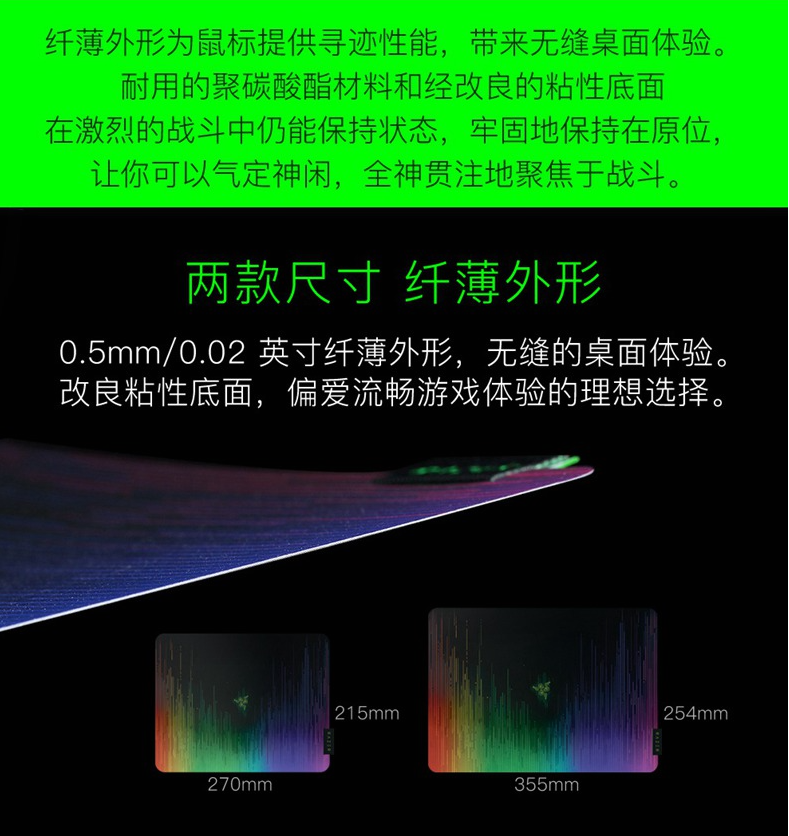 纤薄外形为鼠标提供寻迹性能，带来无缝桌面体验。
耐用的聚碳酸酯材料和经改良的粘性底面
在激烈的战斗中仍能保持状态，牢固地保持在原位，
让你可以气定神闲，全神贯注地聚焦于战斗。
两款尺寸 纤薄外形
0.5mm/0.02 英寸纤薄外形，无缝的桌面体验。
改良粘性底面，偏爱流畅游戏体验的理想选择。
215mm
270mm
254mm
355mm